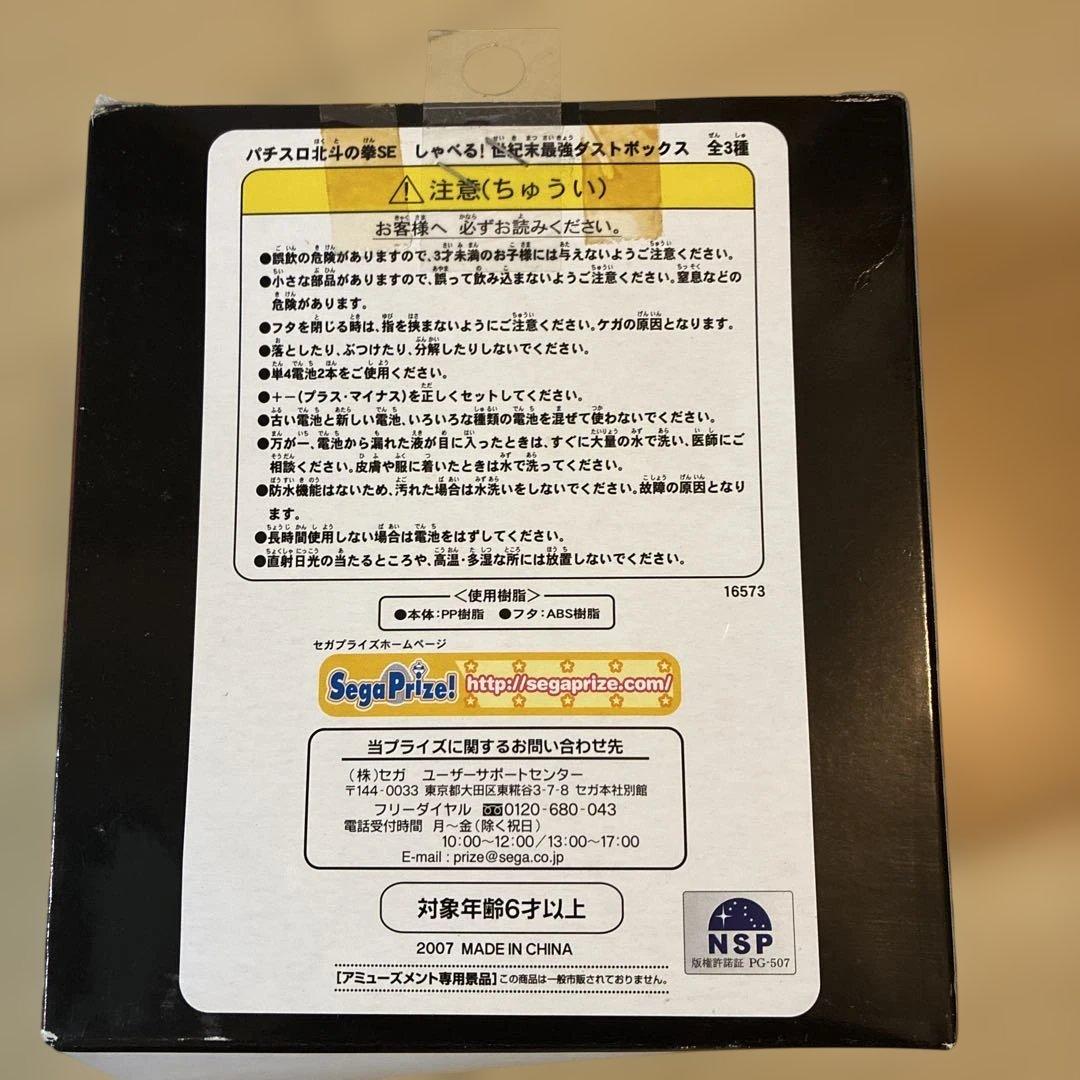 パチスロ北斗の拳SE しゃべる!世紀末最強ダストボックス 全3種
注意(ちゅうい)
お客様へ 必ずお読みください。
●誤飲の危険がありますので、3才未満のお子様には与えないようご注意ください。
●小さな部品がありますので、誤って飲み込まないようご注意ください。窒息などの
危険があります。
●フタを閉じる時は、指を挟まないようにご注意ください。ケガの原因となります。
●落としたり、ぶつけたり、分解したりしないでください。
●単4電池2本をご使用ください。
●+−(プラス・マイナス)を正しくセットしてください。
●古い電池と新しい電池、いろいろな種類の電池を混ぜて使わないでください。
●万が一、電池から漏れた液が目に入ったときは、すぐに大量の水で洗い、医師にご
相談ください。皮膚や服に着いたときは水で洗ってください。
●防水機能はないため、汚れた場合は水洗いをしないでください。故障の原因となり
ます。
●長時間使用しない場合は電池をはずしてください。
●直射日光の当たるところや、高温・多湿な所には放置しないでください。
16573
<使用樹脂>
●本体:PP樹脂 ●フタ:ABS樹脂
セガプライズホームページ
SegaPrize! http://segaprize.com/
当プライズに関するお問い合わせ先
(株)セガ ユーザーサポートセンター
〒144-0033 東京都大田区東糀谷3-7-8 セガ本社別館
フリーダイヤル 0120-680-043
電話受付時間 月〜金(除く祝日)
10:00〜12:00/13:00〜17:00
E-mail : prize@sega.co.jp
対象年齢6才以上
2007 MADE IN CHINA
[アミューズメント専用景品]この商品は一般市販されておりません。
NSP
版権許諾証 PG-507